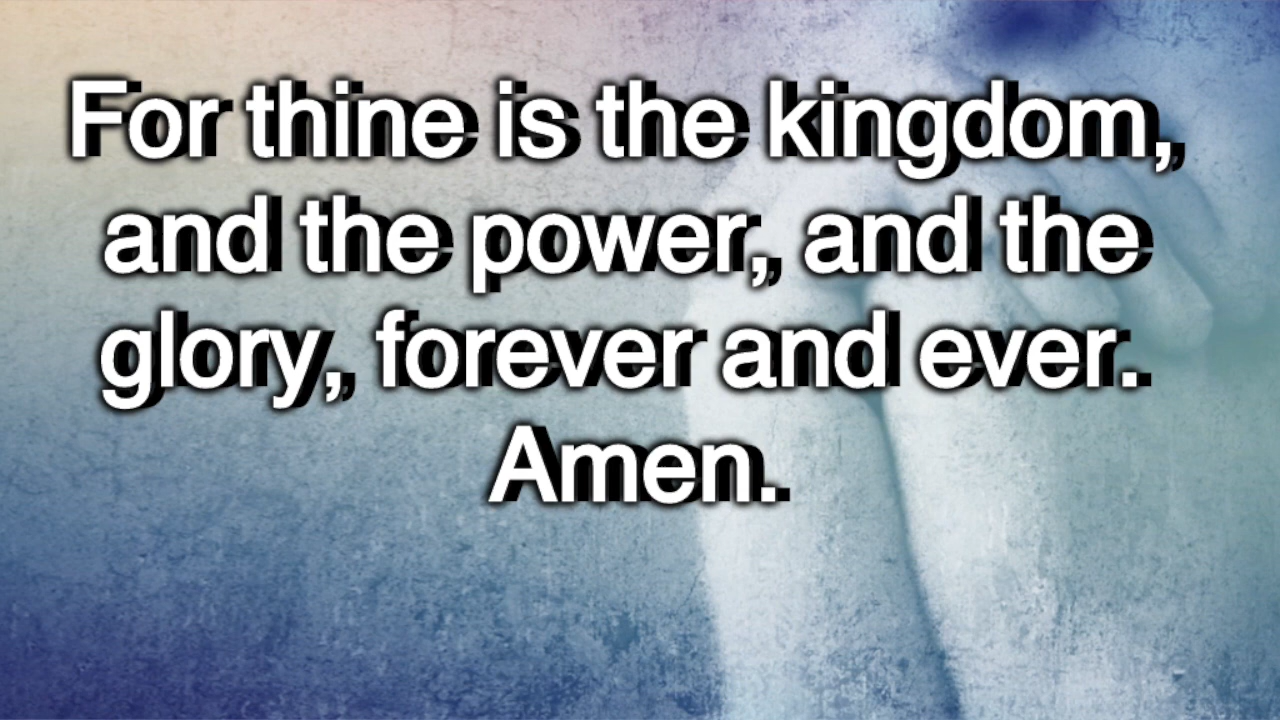 For thine is the kingdom,
and the power, and the
glory, forever and ever.
Amen.